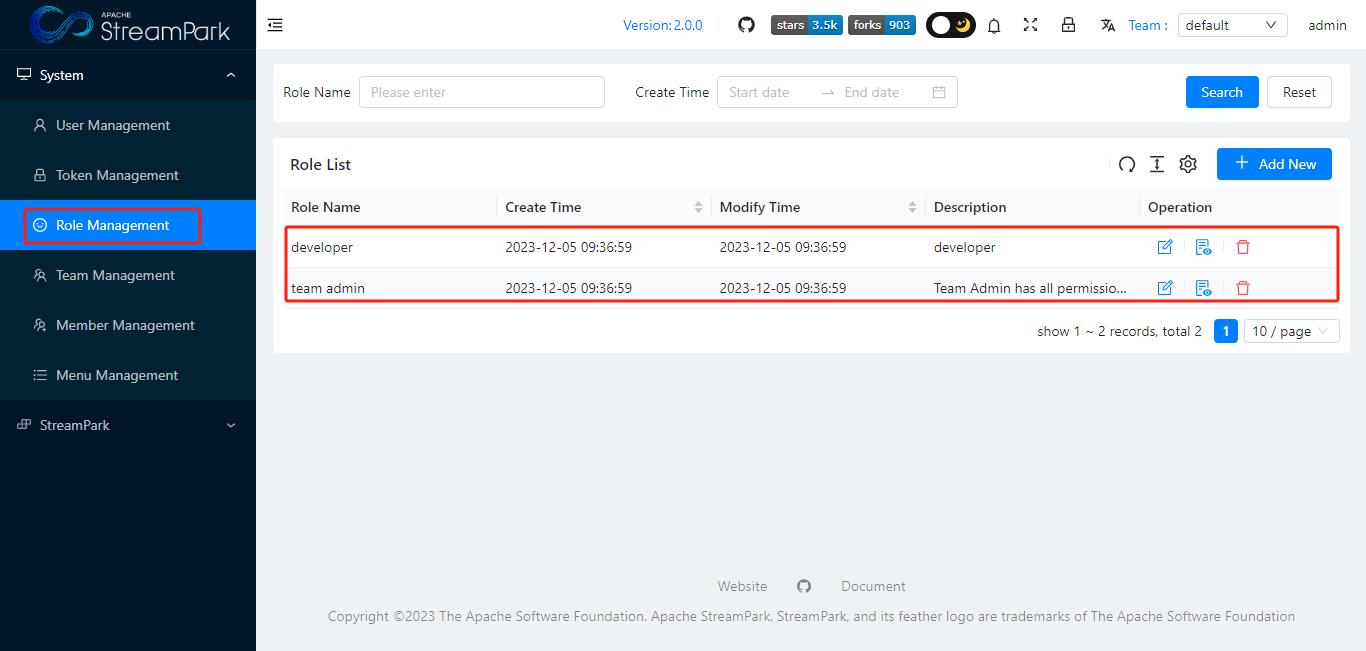 APACHE
StreamPark
Version:2.0.0
stars 3.5k
forks 903
Team :
default
admin
System
User Management
Token Management
Role Management
Team Management
Member Management
Menu Management
StreamPark
Role Name
Please enter
Create Time
Start date
End date
Search
Reset
Role List
Add New
Role Name Create Time Modify Time Description Operation
developer 2023-12-05 09:36:59 2023-12-05 09:36:59 developer
team admin 2023-12-05 09:36:59 2023-12-05 09:36:59 Team Admin has all permissio...
show 1 ~ 2 records, total 2
1
10 / page
Website
Document
Copyright ©2023 The Apache Software Foundation. Apache StreamPark, StreamPark, and its feather logo are trademarks of The Apache Software Foundation